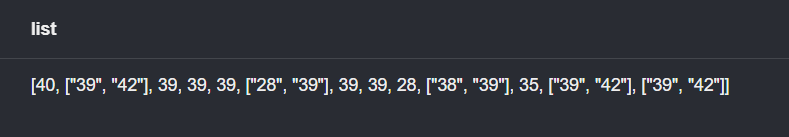 list
[40, ["39", "42"], 39, 39, 39, ["28", "39"], 39, 39, 28, ["38", "39"], 35, ["39", "42"], ["39", "42"]]